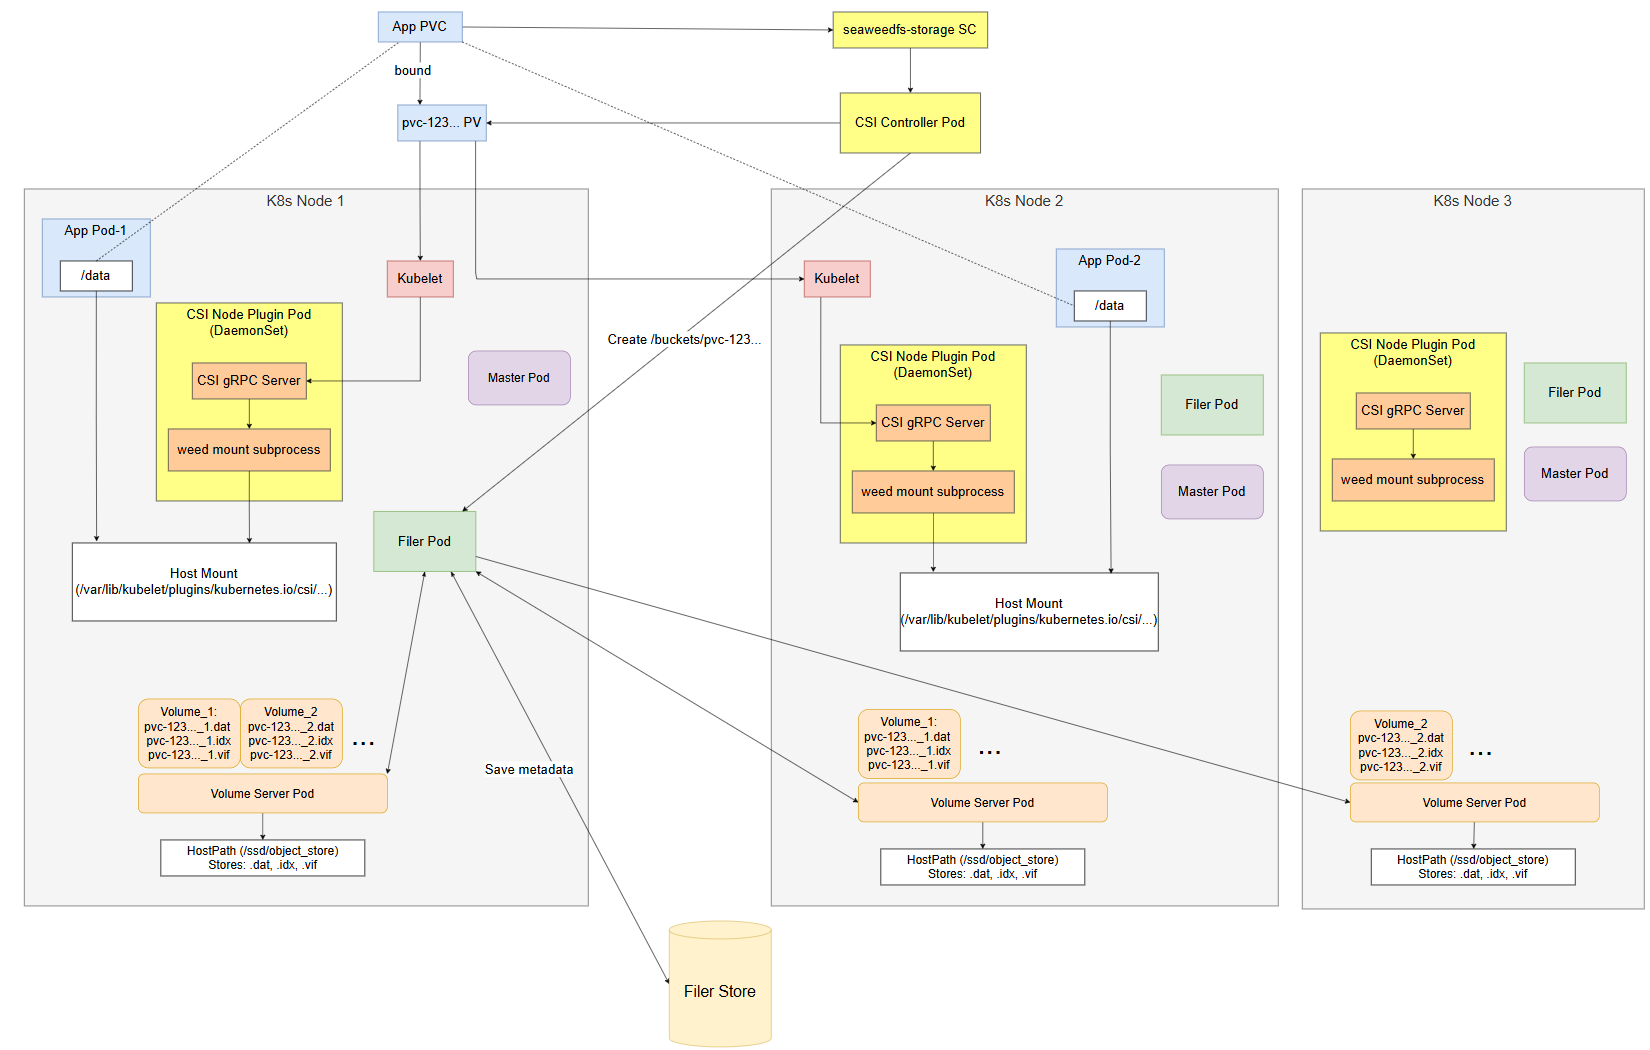 App PVC
seaweedfs-storage SC
bound
pvc-123... PV
CSI Controller Pod
K8s Node 1
App Pod-1
/data
Kubelet
CSI Node Plugin Pod
(DaemonSet)
CSI gRPC Server
weed mount subprocess
Master Pod
Filer Pod
Host Mount
(/var/lib/kubelet/plugins/kubernetes.io/csi/...)
Volume_1:
pvc-123..._1.dat
pvc-123..._1.idx
pvc-123..._1.vif
Volume_2
pvc-123..._2.dat
pvc-123..._2.idx
pvc-123..._2.vif
...
Volume Server Pod
HostPath (/ssd/object_store)
Stores: .dat, .idx, .vif
Create /buckets/pvc-123...
Save metadata
K8s Node 2
Kubelet
App Pod-2
/data
CSI Node Plugin Pod
(DaemonSet)
CSI gRPC Server
weed mount subprocess
Filer Pod
Master Pod
Host Mount
(/var/lib/kubelet/plugins/kubernetes.io/csi/...)
Volume_1:
pvc-123..._1.dat
pvc-123..._1.idx
pvc-123..._1.vif
...
Volume Server Pod
HostPath (/ssd/object_store)
Stores: .dat, .idx, .vif
K8s Node 3
CSI Node Plugin Pod
(DaemonSet)
CSI gRPC Server
weed mount subprocess
Filer Pod
Master Pod
Volume_2
pvc-123..._2.dat
pvc-123..._2.idx
pvc-123..._2.vif
...
Volume Server Pod
HostPath (/ssd/object_store)
Stores: .dat, .idx, .vif
Filer Store